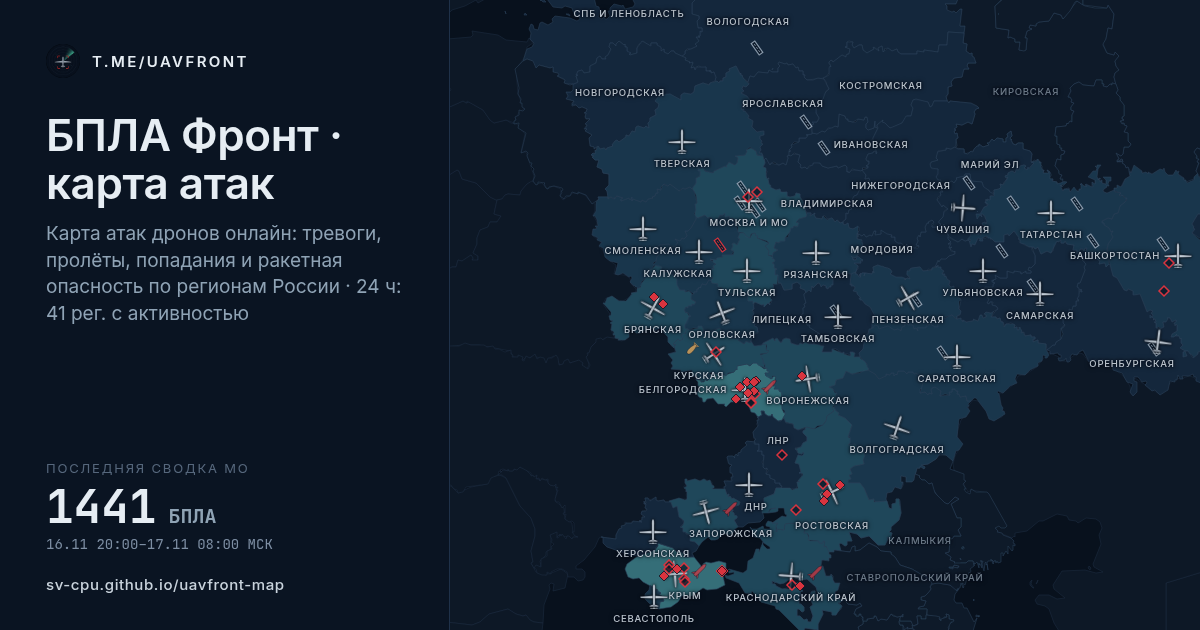 T.ME/UAVFRONT
БПЛА Фронт ·
карта атак
Карта атак дронов онлайн: тревоги,
пролёты, попадания и ракетная
опасность по регионам России · 24 ч:
41 рег. с активностью
ПОСЛЕДНЯЯ СВОДКА МО
1441 БПЛА
16.11 20:00–17.11 08:00 МСК
sv-cpu.github.io/uavfront-map
СПБ И ЛЕНОБЛАСТЬ
ВОЛОГОДСКАЯ
КОСТРОМСКАЯ
НОВГОРОДСКАЯ
КИРОВСКАЯ
ЯРОСЛАВСКАЯ
ИВАНОВСКАЯ
ТВЕРСКАЯ
МАРИЙ ЭЛ
НИЖЕГОРОДСКАЯ
ВЛАДИМИРСКАЯ
МОСКВА И МО
ЧУВАШИЯ
ТАТАРСТАН
СМОЛЕНСКАЯ
МОРДОВИЯ
БАШКОРТОСТАН
КАЛУЖСКАЯ
РЯЗАНСКАЯ
ТУЛЬСКАЯ
УЛЬЯНОВСКАЯ
САМАРСКАЯ
ЛИПЕЦКАЯ
ПЕНЗЕНСКАЯ
БРЯНСКАЯ
ОРЛОВСКАЯ
ТАМБОВСКАЯ
ОРЕНБУРГСКАЯ
КУРСКАЯ
САРАТОВСКАЯ
БЕЛГОРОДСКАЯ
ВОРОНЕЖСКАЯ
ЛНР
ВОЛГОГРАДСКАЯ
ДНР
РОСТОВСКАЯ
ЗАПОРОЖСКАЯ
КАЛМЫКИЯ
ХЕРСОНСКАЯ
СТАВРОПОЛЬСКИЙ КРАЙ
КРЫМ
КРАСНОДАРСКИЙ КРАЙ
СЕВАСТОПОЛЬ